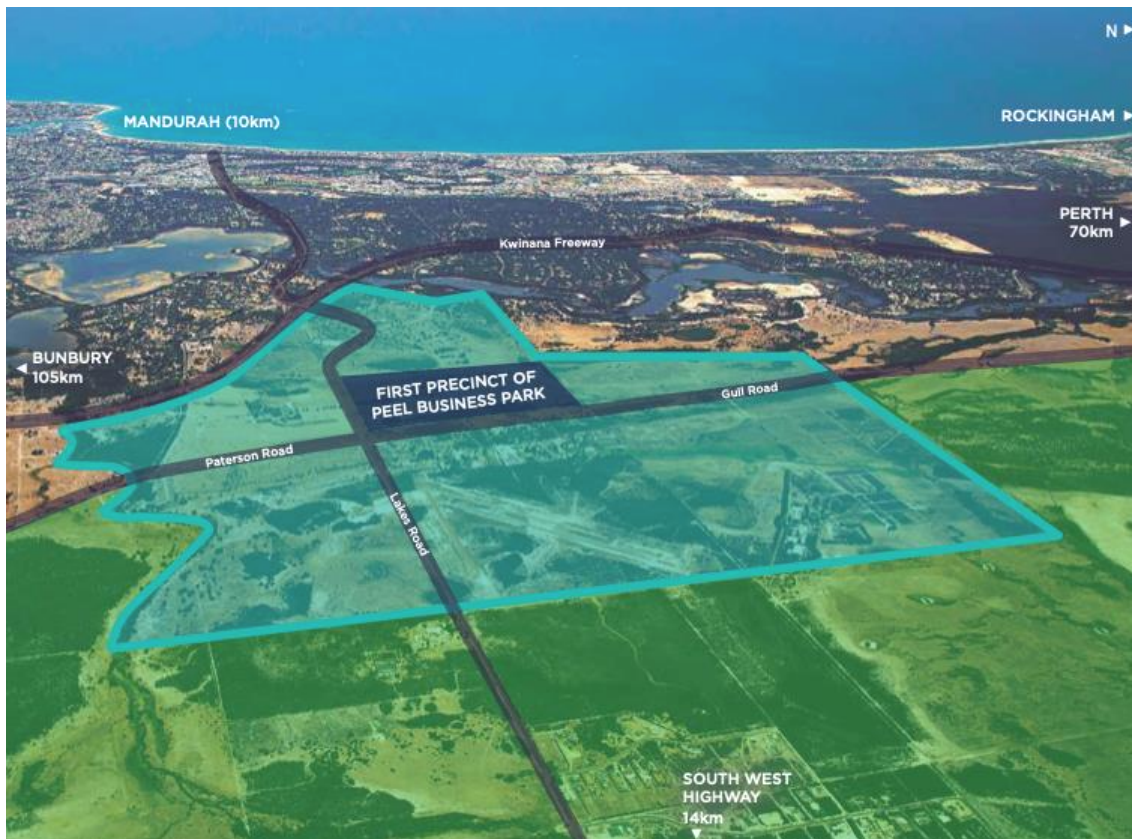 N
MANDURAH (10km)
ROCKINGHAM
PERTH
70km
Kwinana Freeway
BUNBURY
105km
FIRST PRECINCT OF
PEEL BUSINESS PARK
Gull Road
Paterson Road
Lakes Road
SOUTH WEST
HIGHWAY
14km